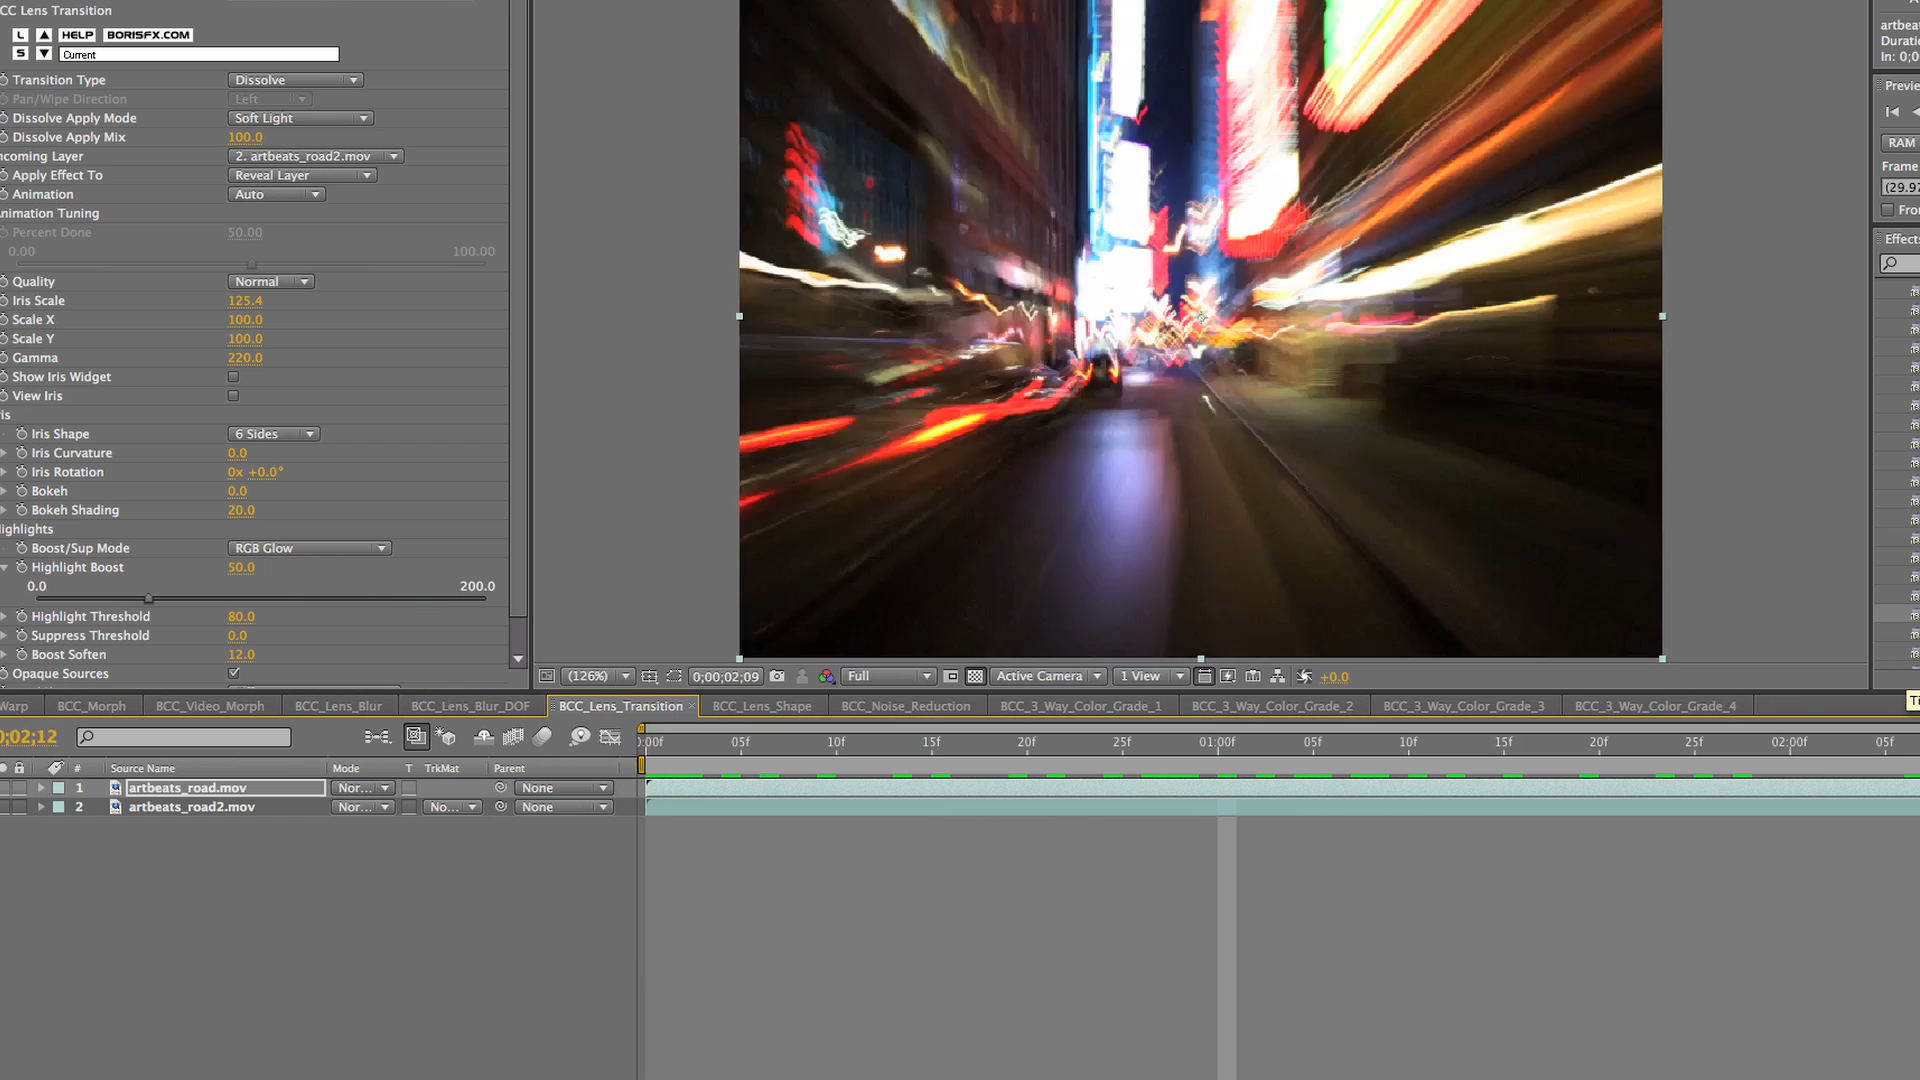 CC Lens Transition
L HELP BORISFX.COM
S Current
Transition Type Dissolve
Pan/Wipe Direction Left
Dissolve Apply Mode Soft Light
Dissolve Apply Mix 100.0
ncoming Layer 2. artbeats_road2.mov
Apply Effect To Reveal Layer
Animation Auto
nimation Tuning
Percent Done 50.00
0.00 100.00
Quality Normal
Iris Scale 125.4
Scale X 100.0
Scale Y 100.0
Gamma 220.0
Show Iris Widget
View Iris
ris
Iris Shape 6 Sides
Iris Curvature 0.0
Iris Rotation 0x +0.0°
Bokeh 0.0
Bokeh Shading 20.0
ighlights
Boost/Sup Mode RGB Glow
Highlight Boost 50.0
0.0 200.0
Highlight Threshold 80.0
Suppress Threshold 0.0
Boost Soften 12.0
Opaque Sources
(126%) 0;00;02;09 Full Active Camera 1 View +0.0
artbea
Duratio
In: 0;0
Previe
RAM
Frame
(29.97
Fro
Effects
Ti
Warp BCC_Morph BCC_Video_Morph BCC_Lens_Blur BCC_Lens_Blur_DOF BCC_Lens_Transition × BCC_Lens_Shape BCC_Noise_Reduction BCC_3_Way_Color_Grade_1 BCC_3_Way_Color_Grade_2 BCC_3_Way_Color_Grade_3 BCC_3_Way_Color_Grade_4
0;02;12
):00f 05f 10f 15f 20f 25f 01:00f 05f 10f 15f 20f 25f 02:00f 05f
# Source Name Mode T TrkMat Parent
1 artbeats_road.mov Nor... None
2 artbeats_road2.mov Nor... No... None